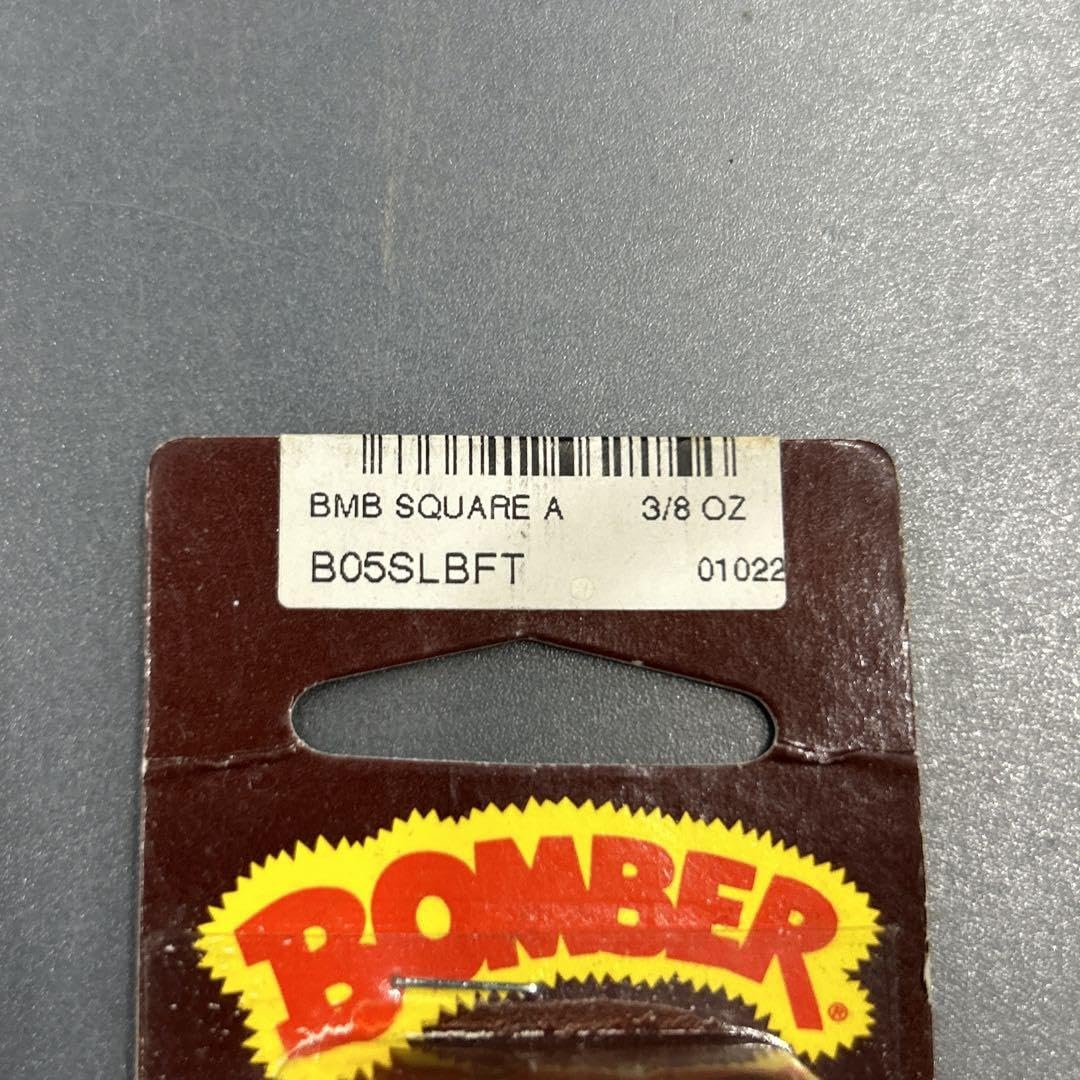 BMB SQUARE A 3/8 OZ
B05SLBFT 01022
BOMBER®